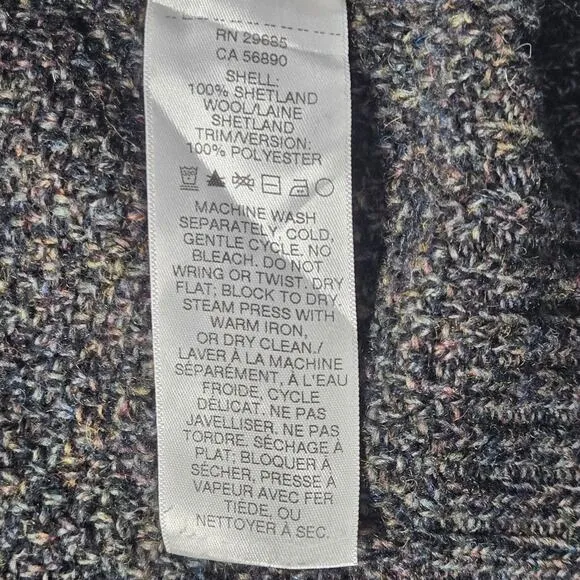 RN 29685
CA 56890
SHELL:
100% SHETLAND
WOOL/LAINE
SHETLAND
TRIM/VERSION:
100% POLYESTER
MACHINE WASH
SEPARATELY, COLD,
GENTLE CYCLE. NO
BLEACH. DO NOT
WRING OR TWIST. DRY
FLAT; BLOCK TO DRY,
STEAM PRESS WITH
WARM IRON,
OR DRY CLEAN./
LAVER À LA MACHINE
SÉPARÉMENT, À L'EAU
FROIDE, CYCLE
DÉLICAT. NE PAS
JAVELLISER. NE PAS
TORDRE. SÉCHAGE À
PLAT; BLOQUER À
SÉCHER, PRESSE À
VAPEUR AVEC FER
TIÈDE, OU
NETTOYER À SEC.